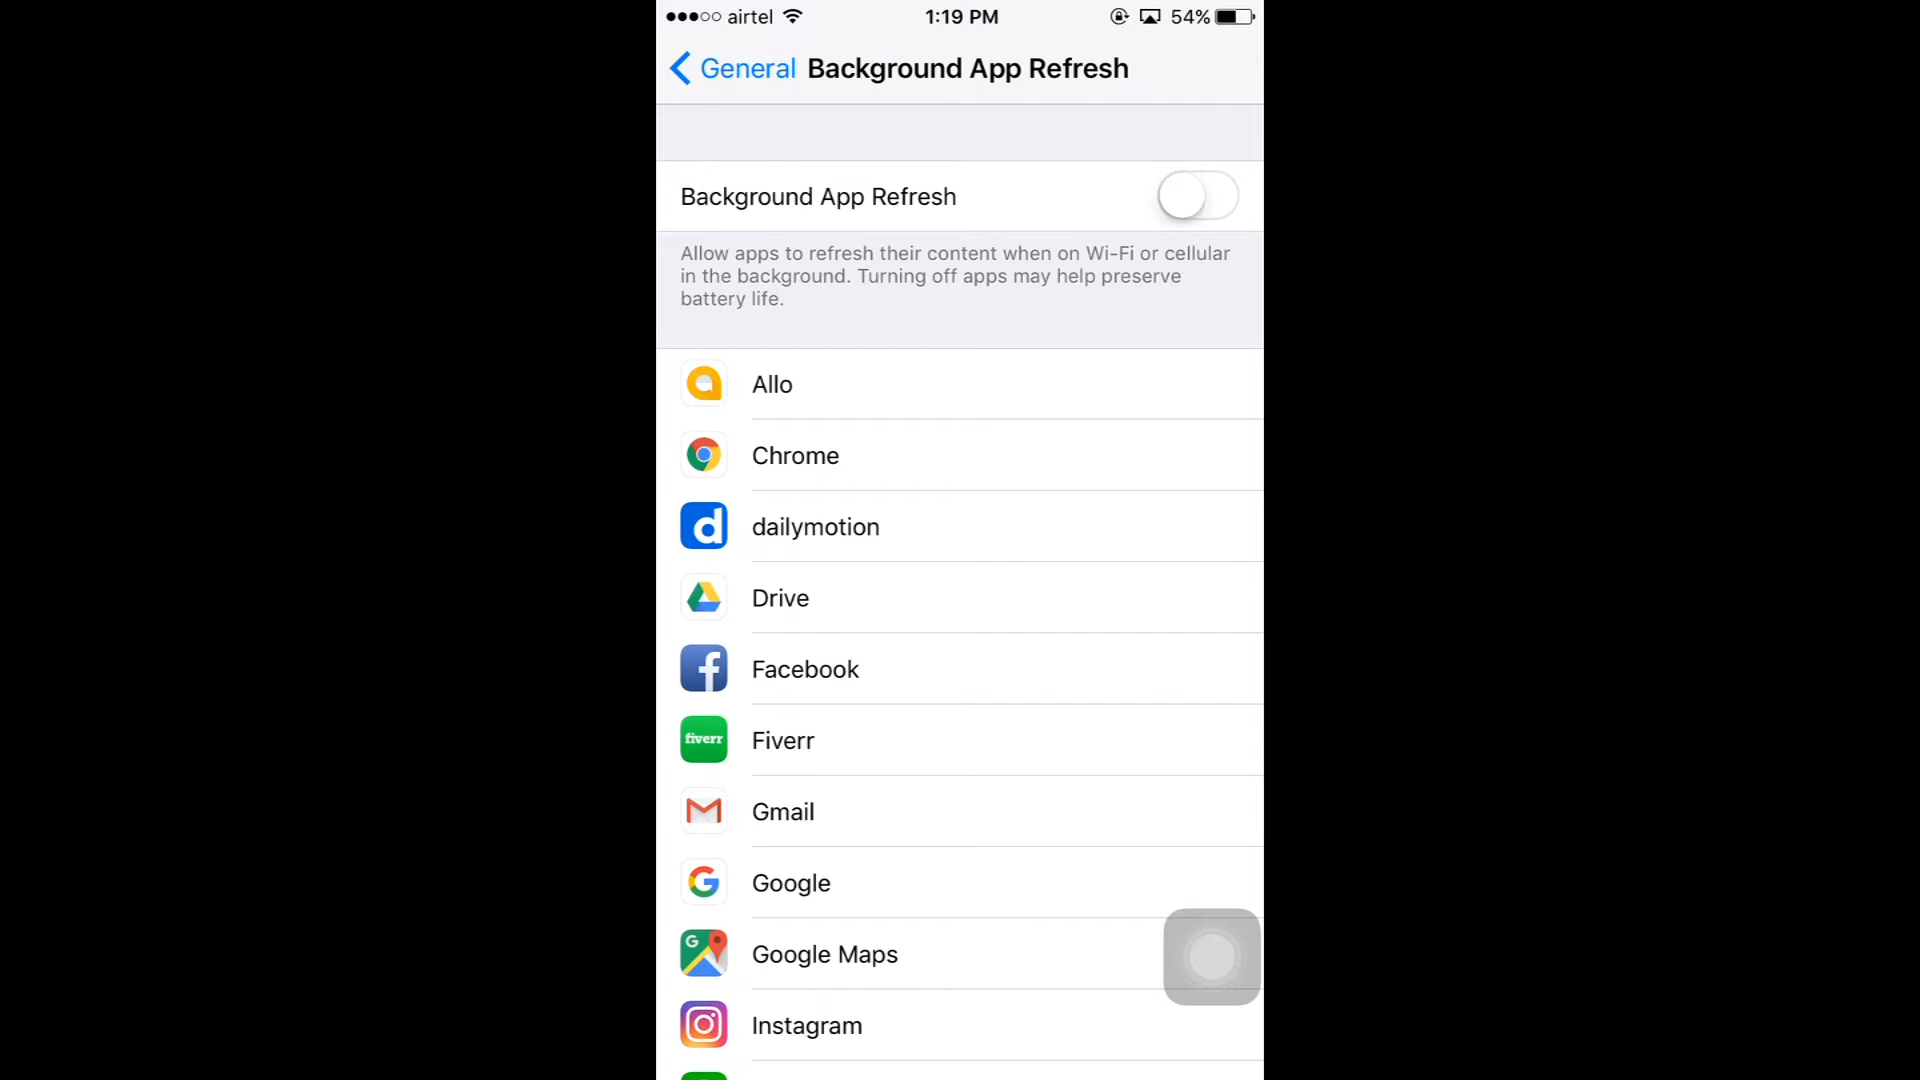 airtel 1:19 PM 54%
General Background App Refresh
Background App Refresh
Allow apps to refresh their content when on Wi-Fi or cellular
in the background. Turning off apps may help preserve
battery life.
Allo
Chrome
dailymotion
Drive
Facebook
fiverr Fiverr
Gmail
Google
Google Maps
Instagram